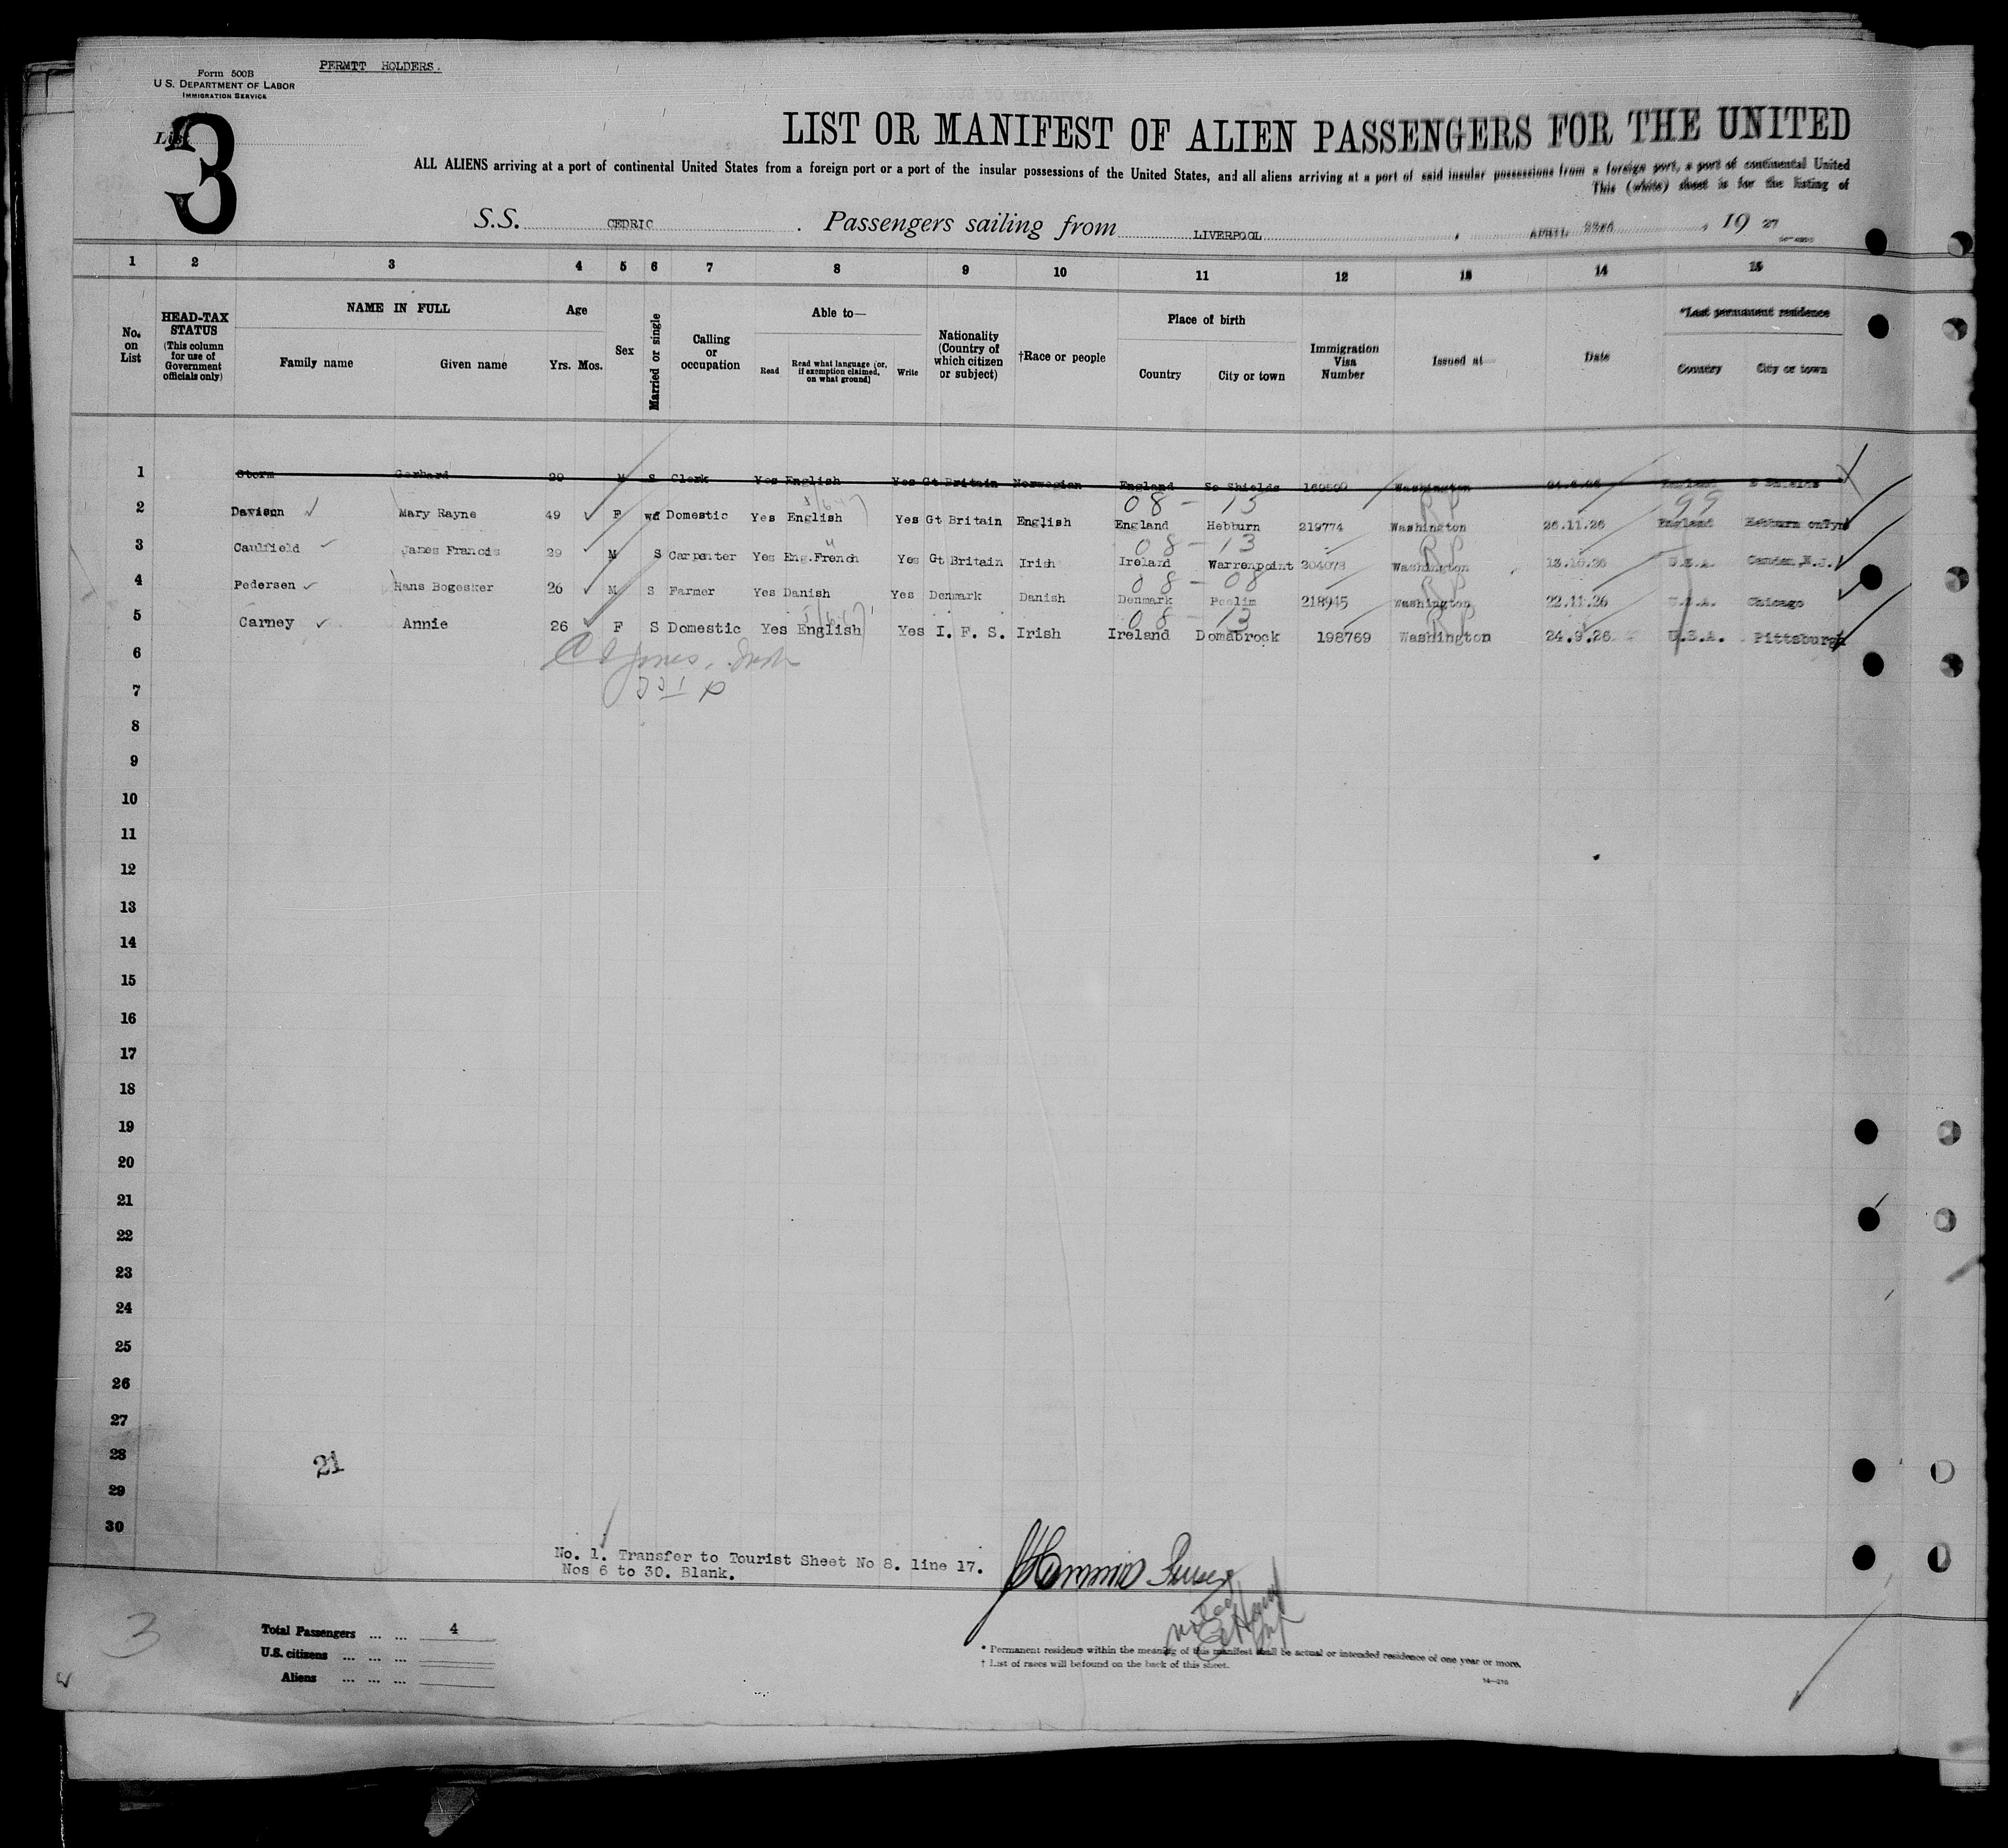 PERMTT HOLDERS.
Form 500B
U.S. DEPARTMENT OF LABOR
IMMIGRATION SERVICE
List 3
LIST OR MANIFEST OF ALIEN PASSENGERS FOR THE UNITED
ALL ALIENS arriving at a port of continental United States from a foreign port or a port of the insular possessions of the United States, and all aliens arriving at a port of said insular possessions from a foreign port, a port of continental United
This (white) sheet is for the listing of
S.S. CEDRIC. Passengers sailing from LIVERPOOL, APRIL 19 27
1 2 3 4 5 6 7 8 9 10 11 12 13 14 15
No. on List
HEAD-TAX STATUS (This column for use of Government officials only)
NAME IN FULL
Family name Given name
Age
Yrs. Mos.
Sex
Married or single
Calling or occupation
Able to—
Read
Read what language (or, if exemption claimed, on what ground)
Write
Nationality (Country of which citizen or subject)
†Race or people
Place of birth
Country City or town
Immigration Visa Number
Issued at
Date
*Last permanent residence
Country City or town
1 Storm Gerhard 29 M S Clerk Yes English Yes Gt Britain Norwegian England So Shields Washington England S Shields
08 - 13 99
2 Davison Mary Rayne 49 F wd Domestic Yes English Yes Gt Britain English England Hebburn 219774 Washington 26.11.26 England Hebburn onTyne
08 - 13
3 Caulfield James Francis 29 M S Carpenter Yes Eng.French Yes Gt Britain Irish Ireland Warrenpoint 204078 Washington 13.10.26 U.S.A. Camden,N.J.
08 - 08
4 Pedersen Hans Bogesker 26 M S Farmer Yes Danish Yes Denmark Danish Denmark 218945 Washington 22.11.26 U.S.A. Chicago
08 - 13
5 Carney Annie 26 F S Domestic Yes English Yes I. F. S. Irish Ireland Domabrock 198769 Washington 24.9.26 U.S.A. Pittsburgh
6
7
8
9
10
11
12
13
14
15
16
17
18
19
20
21
22
23
24
25
26
27
28
21
29
30
No. 1. Transfer to Tourist Sheet No 8. line 17.
Nos 6 to 30. Blank.
3
Total Passengers ... ... 4
U.S. citizens ... ... ...
Aliens ... ... ...
* Permanent residence within the meaning of this manifest shall be actual or intended residence of one year or more.
† List of races will be found on the back of this sheet.